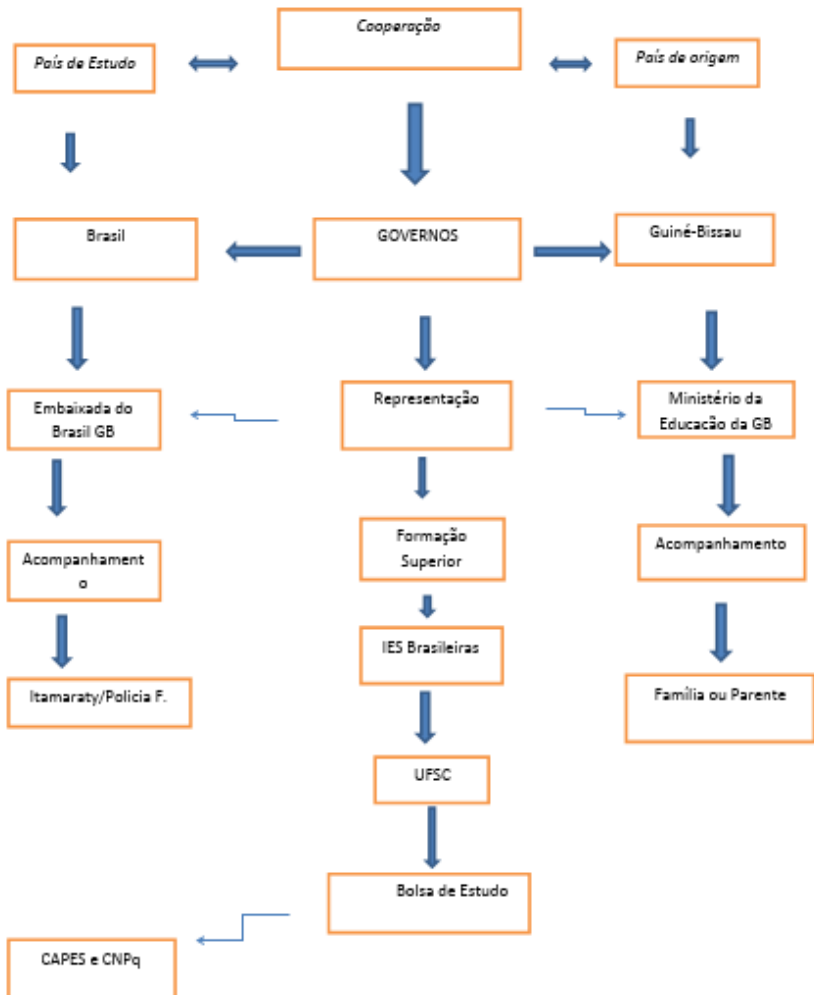 Cooperação
País de Estudo
País de origem
Brasil
GOVERNOS
Guiné-Bissau
Embaixada do
Brasil GB
Representação
Ministério da
Educacão da GB
Acompanhament
o
Formação
Superior
Acompanhamento
IES Brasileiras
Itamaraty/Policia F.
Família ou Parente
UFSC
Bolsa de Estudo
CAPES e CNPq